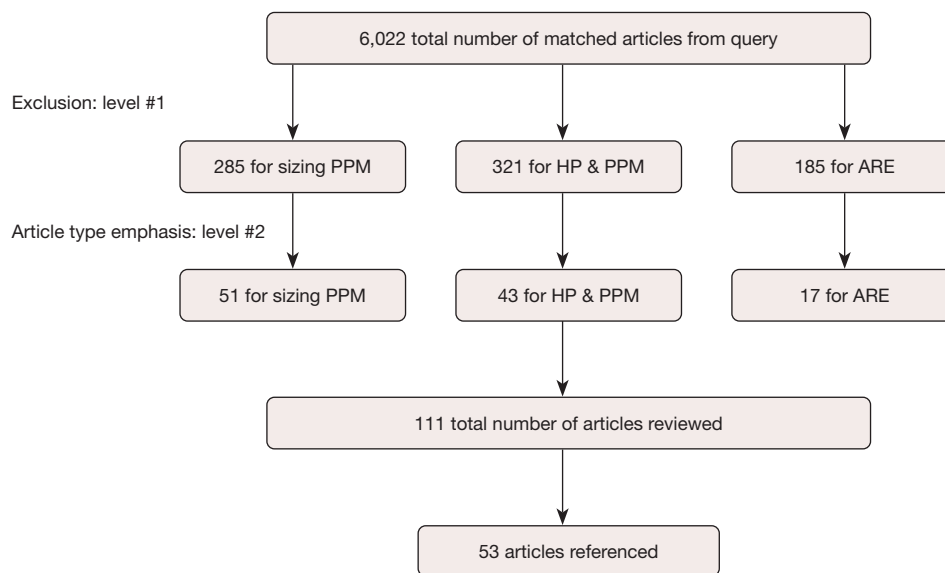 6,022 total number of matched articles from query
Exclusion: level #1
285 for sizing PPM
321 for HP & PPM
185 for ARE
Article type emphasis: level #2
51 for sizing PPM
43 for HP & PPM
17 for ARE
111 total number of articles reviewed
53 articles referenced